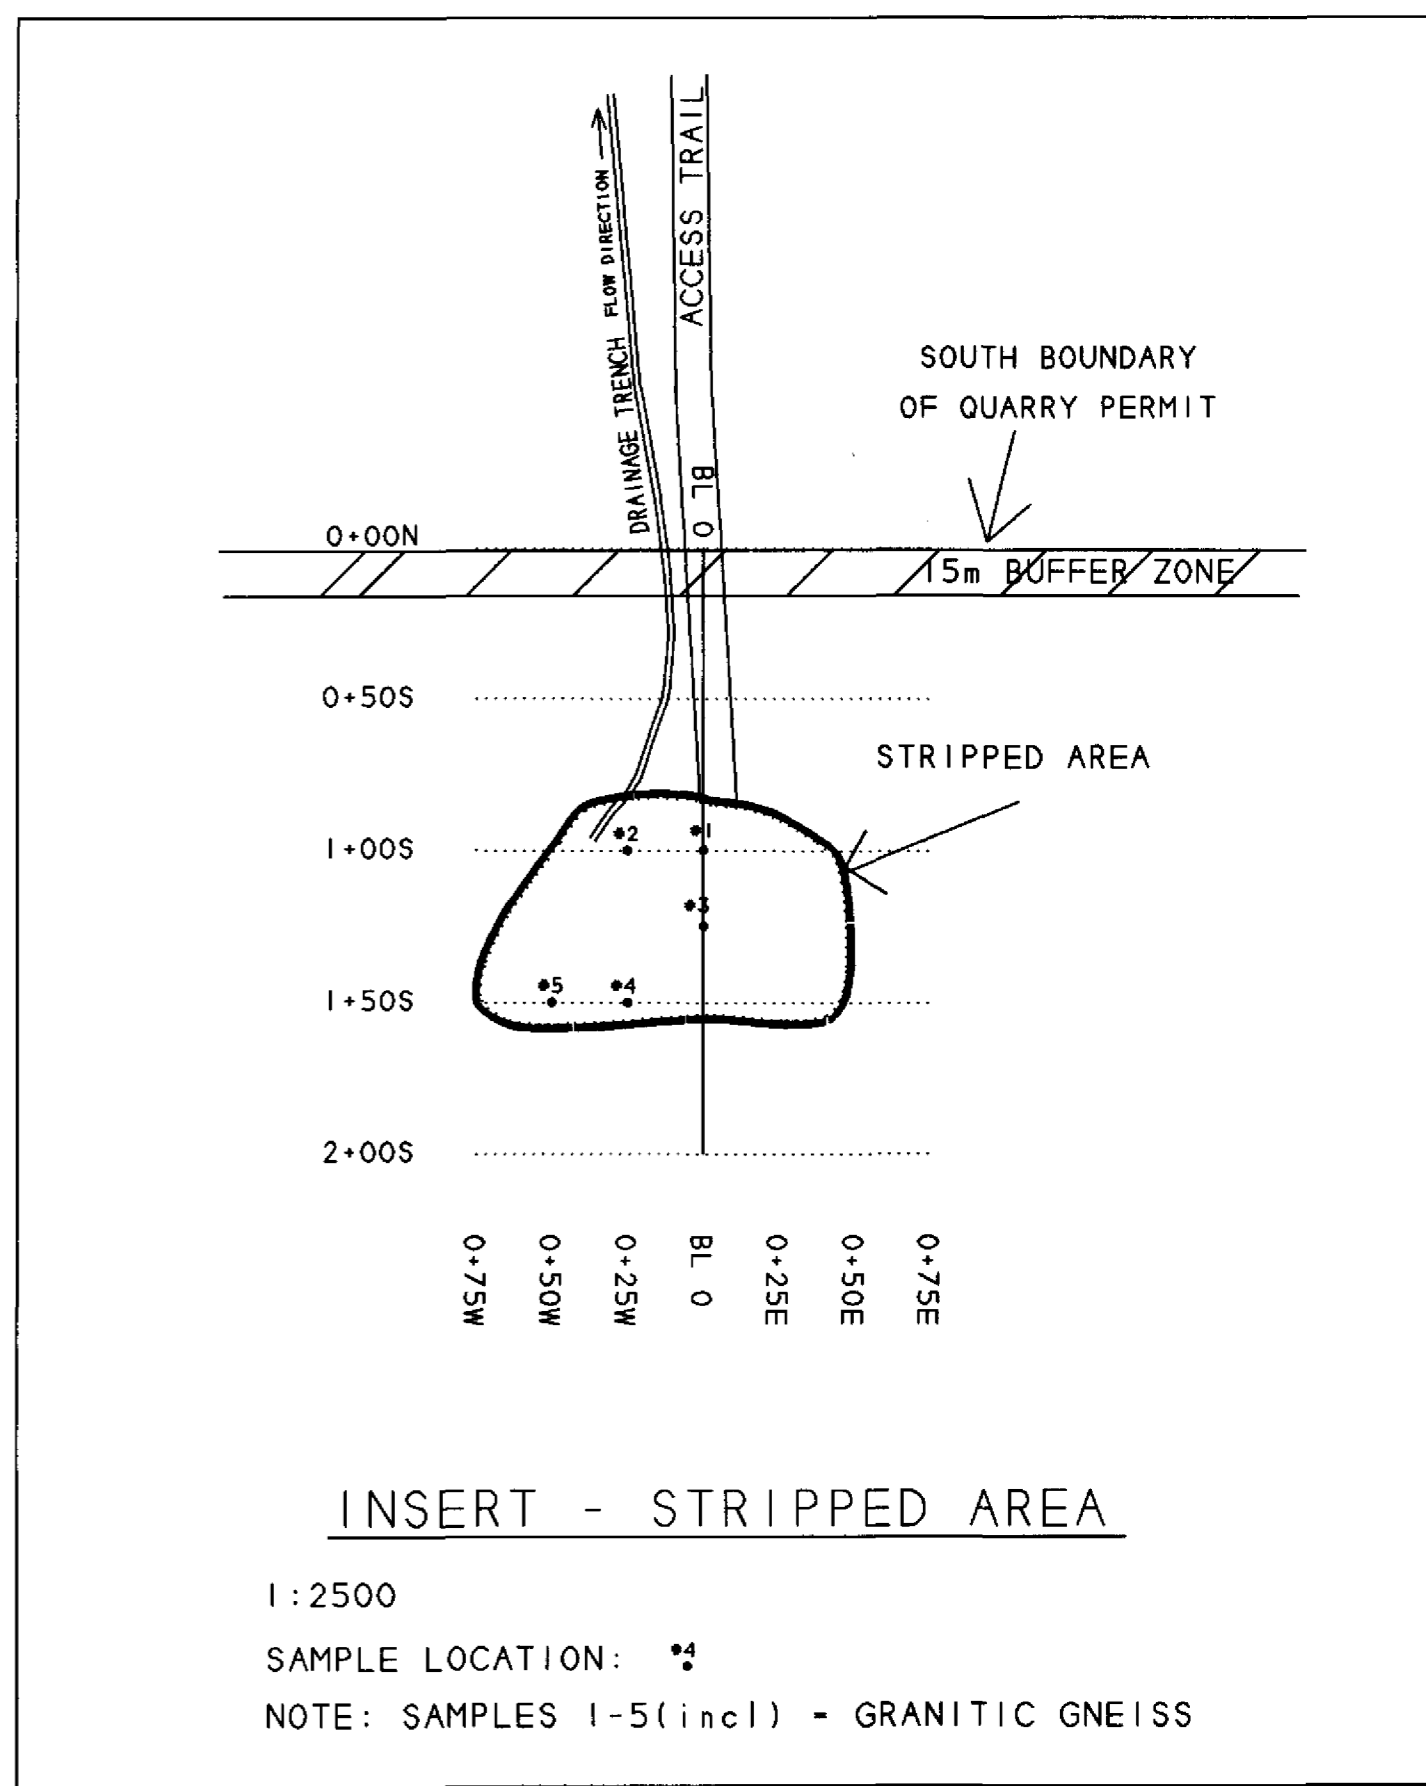 ACCESS TRAIL
FLOW DIRECTION
DRAINAGE TRENCH
SOUTH BOUNDARY
OF QUARRY PERMIT
BL 0
0+00N
15m BUFFER ZONE
0+50S
STRIPPED AREA
#2
#1
1+00S
#3
#5
#4
1+50S
2+00S
0+75W
0+50W
0+25W
BL 0
0+25E
0+50E
0+75E
INSERT - STRIPPED AREA
1:2500
SAMPLE LOCATION: #4
NOTE: SAMPLES 1-5(incl) - GRANITIC GNEISS